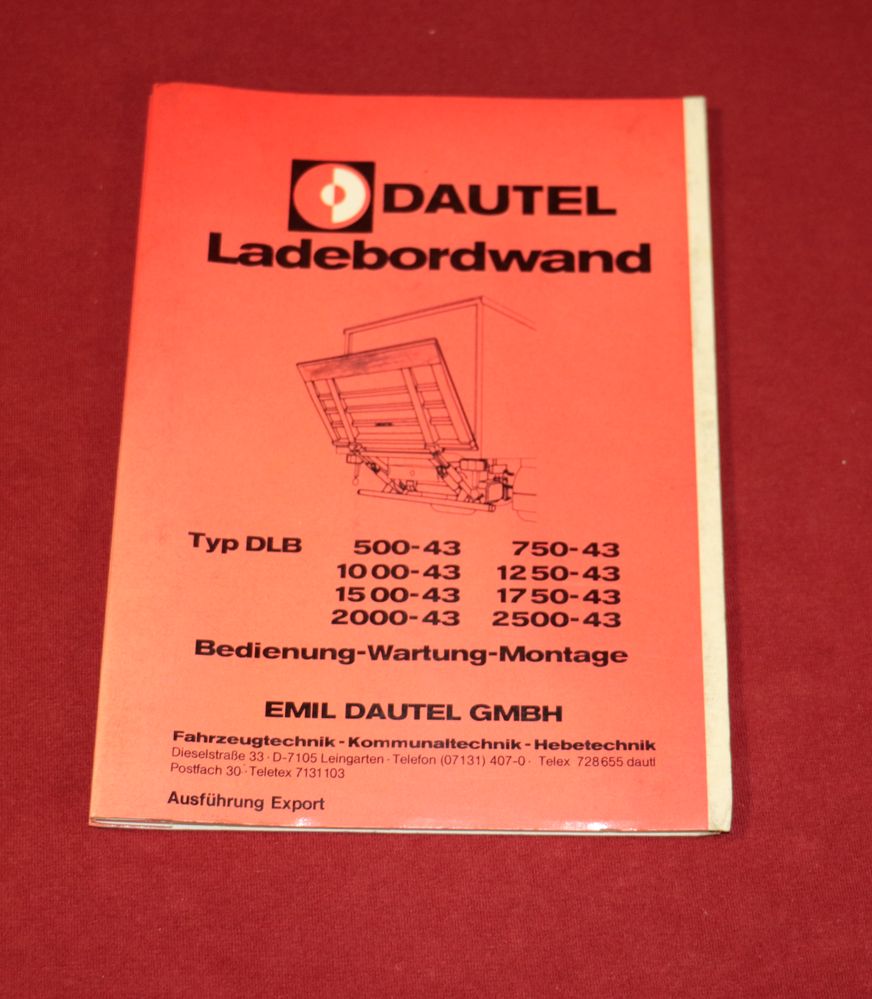 DAUTEL
Ladebordwand
Typ DLB 500-43 750-43
1000-43 1250-43
1500-43 1750-43
2000-43 2500-43
Bedienung-Wartung-Montage
EMIL DAUTEL GMBH
Fahrzeugtechnik-Kommunaltechnik-Hebetechnik
Dieselstraße 33 · D-7105 Leingarten · Telefon (07131) 407-0 · Telex 728655 dautl
Postfach 30 · Teletex 7131103
Ausführung Export